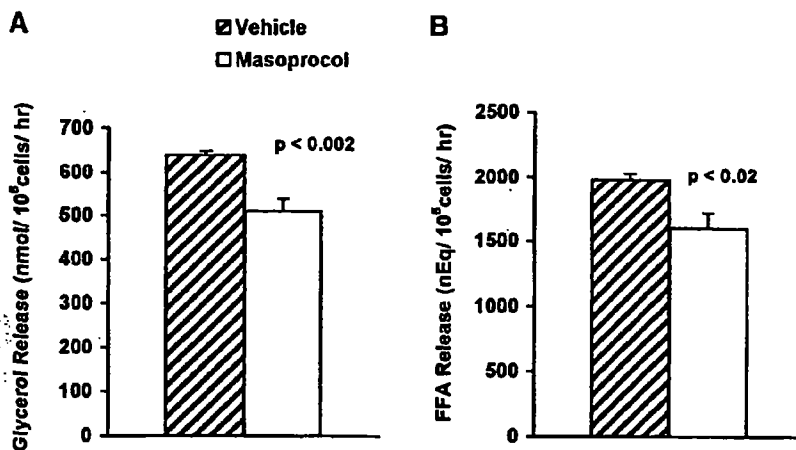 A
Vehicle
Masoprocol
B
Glycerol Release (nmol/ 10⁶cells/ hr)
700
600
500
400
300
200
100
0
p < 0.002
FFA Release (nEq/ 10⁶cells/ hr)
2500
2000
1500
1000
500
0
p < 0.02